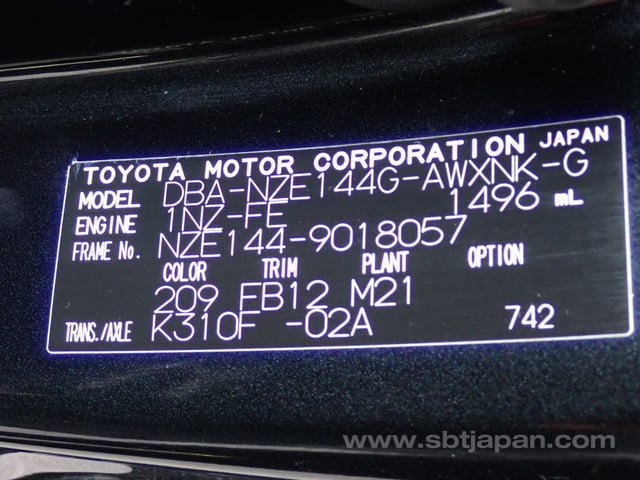 TOYOTA MOTOR CORPORATION JAPAN
MODEL DBA-NZE144G-AWXNK-G
ENGINE 1NZ-FE 1496 mL
FRAME No. NZE144-9018057
COLOR TRIM PLANT OPTION
209 FB12 M21
TRANS./AXLE K310F -02A 742
www.sbtjapan.com